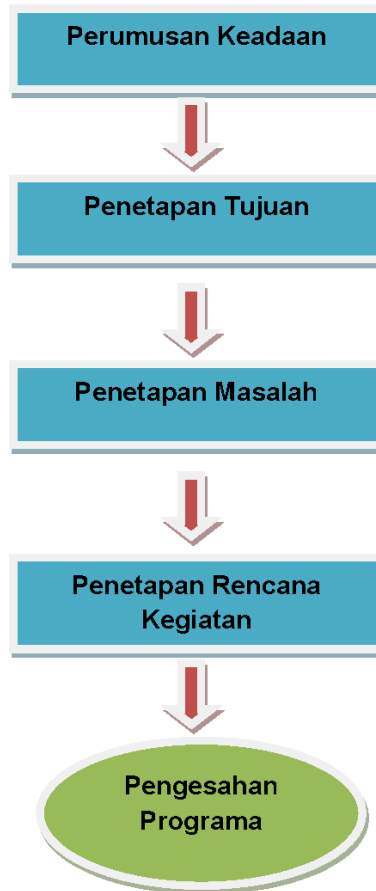 Perumusan Keadaan
Penetapan Tujuan
Penetapan Masalah
Penetapan Rencana
Kegiatan
Pengesahan
Programa